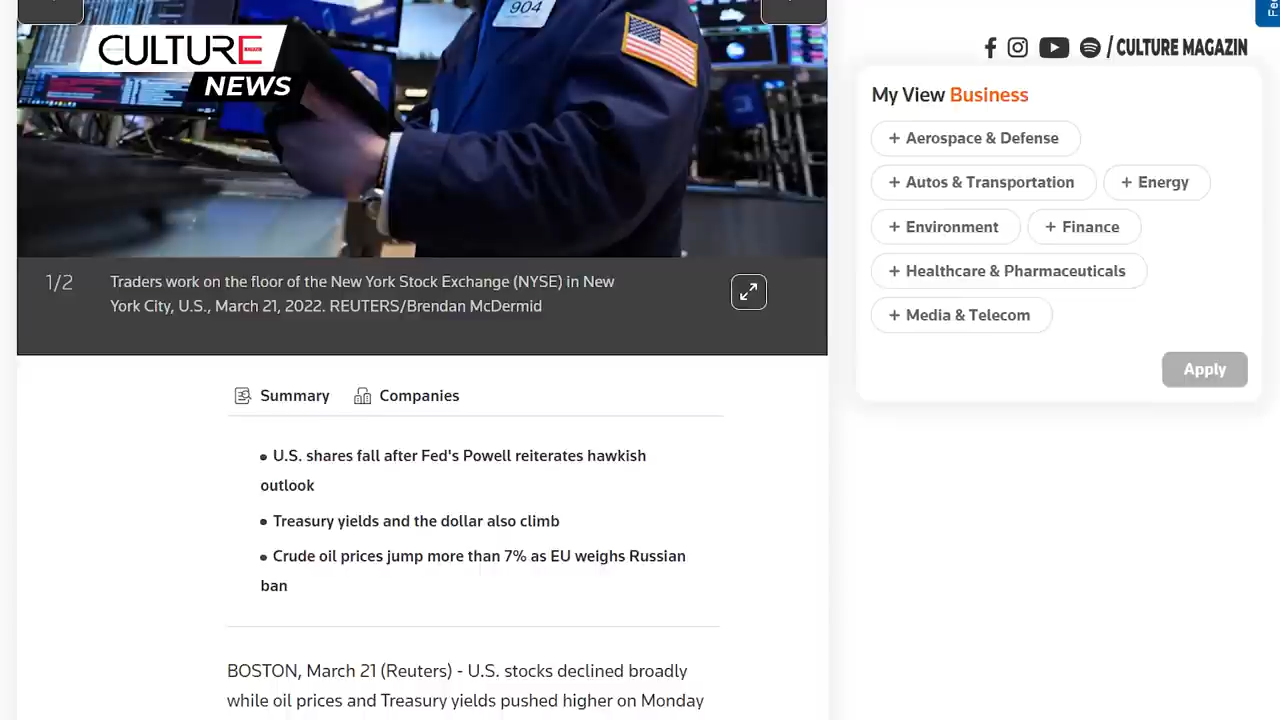 904
CULTURE
NEWS
/ CULTURE MAGAZIN
My View Business
+ Aerospace & Defense
+ Autos & Transportation
+ Energy
+ Environment
+ Finance
+ Healthcare & Pharmaceuticals
+ Media & Telecom
Apply
1/2
Traders work on the floor of the New York Stock Exchange (NYSE) in New
York City, U.S., March 21, 2022. REUTERS/Brendan McDermid
Summary
Companies
• U.S. shares fall after Fed's Powell reiterates hawkish
outlook
• Treasury yields and the dollar also climb
• Crude oil prices jump more than 7% as EU weighs Russian
ban
BOSTON, March 21 (Reuters) - U.S. stocks declined broadly
while oil prices and Treasury yields pushed higher on Monday